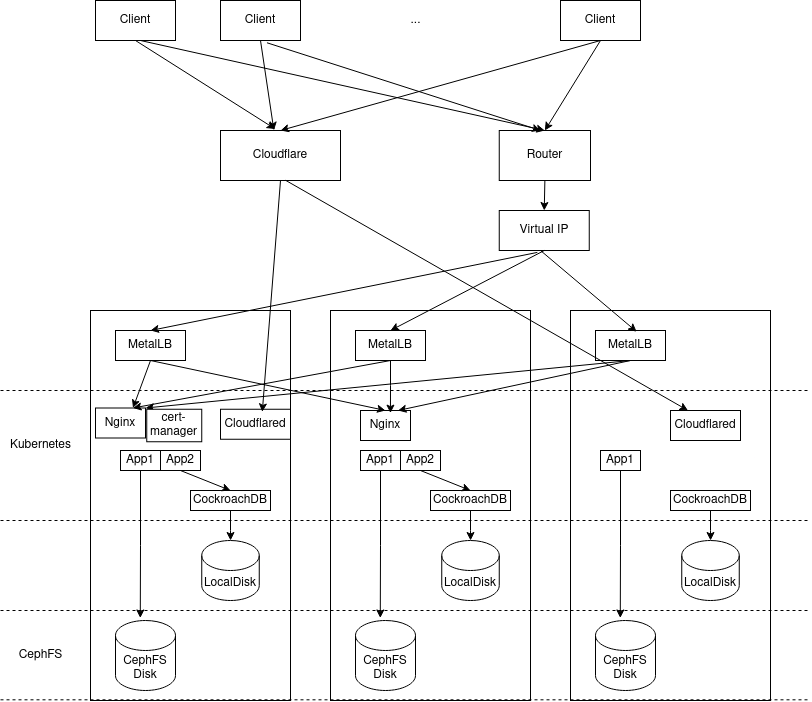 Client
Client
...
Client
Cloudflare
Router
Virtual IP
MetalLB
MetalLB
MetalLB
Kubernetes
Nginx
cert-
manager
Cloudflared
Nginx
Cloudflared
App1
App2
App1
App2
App1
CockroachDB
CockroachDB
CockroachDB
LocalDisk
LocalDisk
LocalDisk
CephFS
CephFS
Disk
CephFS
Disk
CephFS
Disk